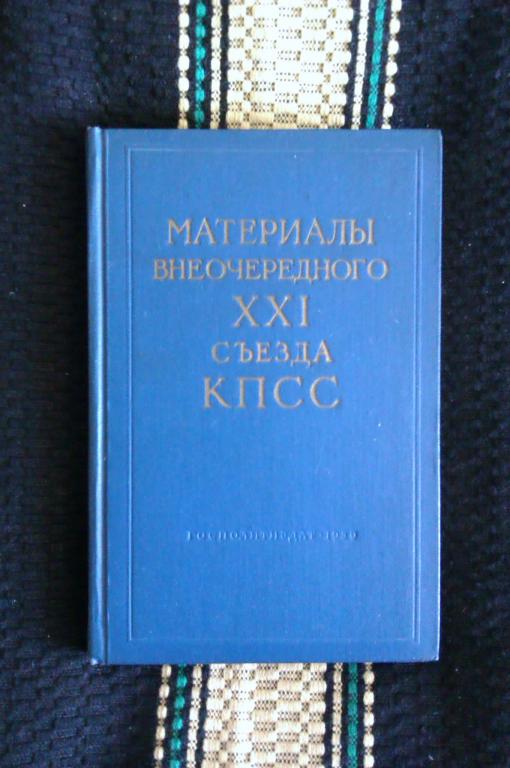 МАТЕРИАЛЫ
ВНЕОЧЕРЕДНОГО
XXI
СЪЕЗДА
КПСС
ГОСПОЛИТИЗДАТ · 1959